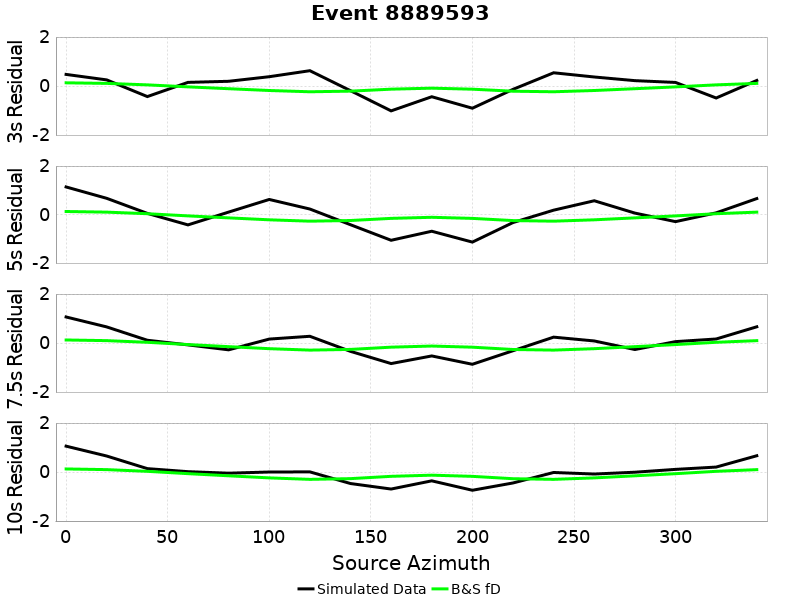 Event 8889593
3s Residual
2
0
-2
5s Residual
2
0
-2
7.5s Residual
2
0
-2
10s Residual
2
0
-2
0 50 100 150 200 250 300
Source Azimuth
Simulated Data B&S fD